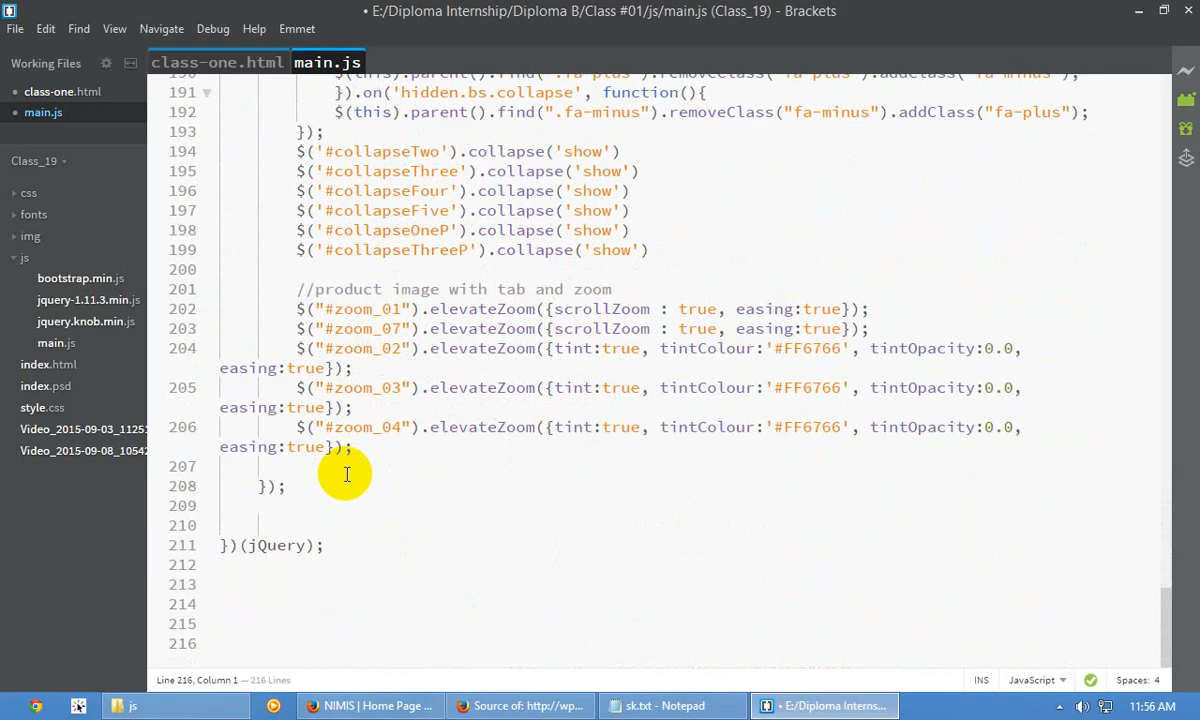 • E:/Diploma Internship/Diploma B/Class #01/js/main.js (Class_19) - Brackets
File Edit Find View Navigate Debug Help Emmet
Working Files
class-one.html main.js
class-one.html
main.js
Class_19
css
fonts
img
js
bootstrap.min.js
jquery-1.11.3.min.js
jquery.knob.min.js
main.js
index.html
index.psd
style.css
Video_2015-09-03_11251
Video_2015-09-08_10542
190 $(this).parent().find(".fa-plus").removeClass("fa-plus").addClass("fa-minus");
191 }).on('hidden.bs.collapse', function(){
192 $(this).parent().find(".fa-minus").removeClass("fa-minus").addClass("fa-plus");
193 });
194 $('#collapseTwo').collapse('show')
195 $('#collapseThree').collapse('show')
196 $('#collapseFour').collapse('show')
197 $('#collapseFive').collapse('show')
198 $('#collapseOneP').collapse('show')
199 $('#collapseThreeP').collapse('show')
200
201 //product image with tab and zoom
202 $("#zoom_01").elevateZoom({scrollZoom : true, easing:true});
203 $("#zoom_07").elevateZoom({scrollZoom : true, easing:true});
204 $("#zoom_02").elevateZoom({tint:true, tintColour:'#FF6766', tintOpacity:0.0,
easing:true});
205 $("#zoom_03").elevateZoom({tint:true, tintColour:'#FF6766', tintOpacity:0.0,
easing:true});
206 $("#zoom_04").elevateZoom({tint:true, tintColour:'#FF6766', tintOpacity:0.0,
easing:true});
207
208 });
209
210
211 })(jQuery);
212
213
214
215
216
Line 216, Column 1 — 216 Lines
INS JavaScript Spaces: 4
js NIMIS | Home Page ... Source of: http://wp... sk.txt - Notepad • E:/Diploma Interns... 11:56 AM